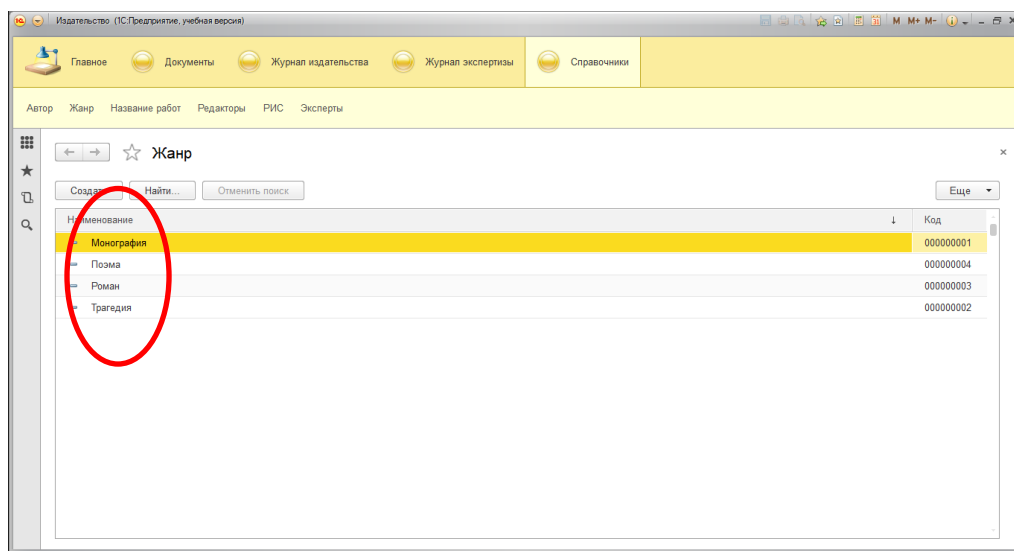 Издательство (1С:Предприятие, учебная версия)
M M+ M-
Главное Документы Журнал издательства Журнал экспертизы Справочники
Автор Жанр Название работ Редакторы РИС Эксперты
Жанр
Создать Найти... Отменить поиск Еще
Наименование ↓ Код
Монография 000000001
Поэма 000000004
Роман 000000003
Трагедия 000000002